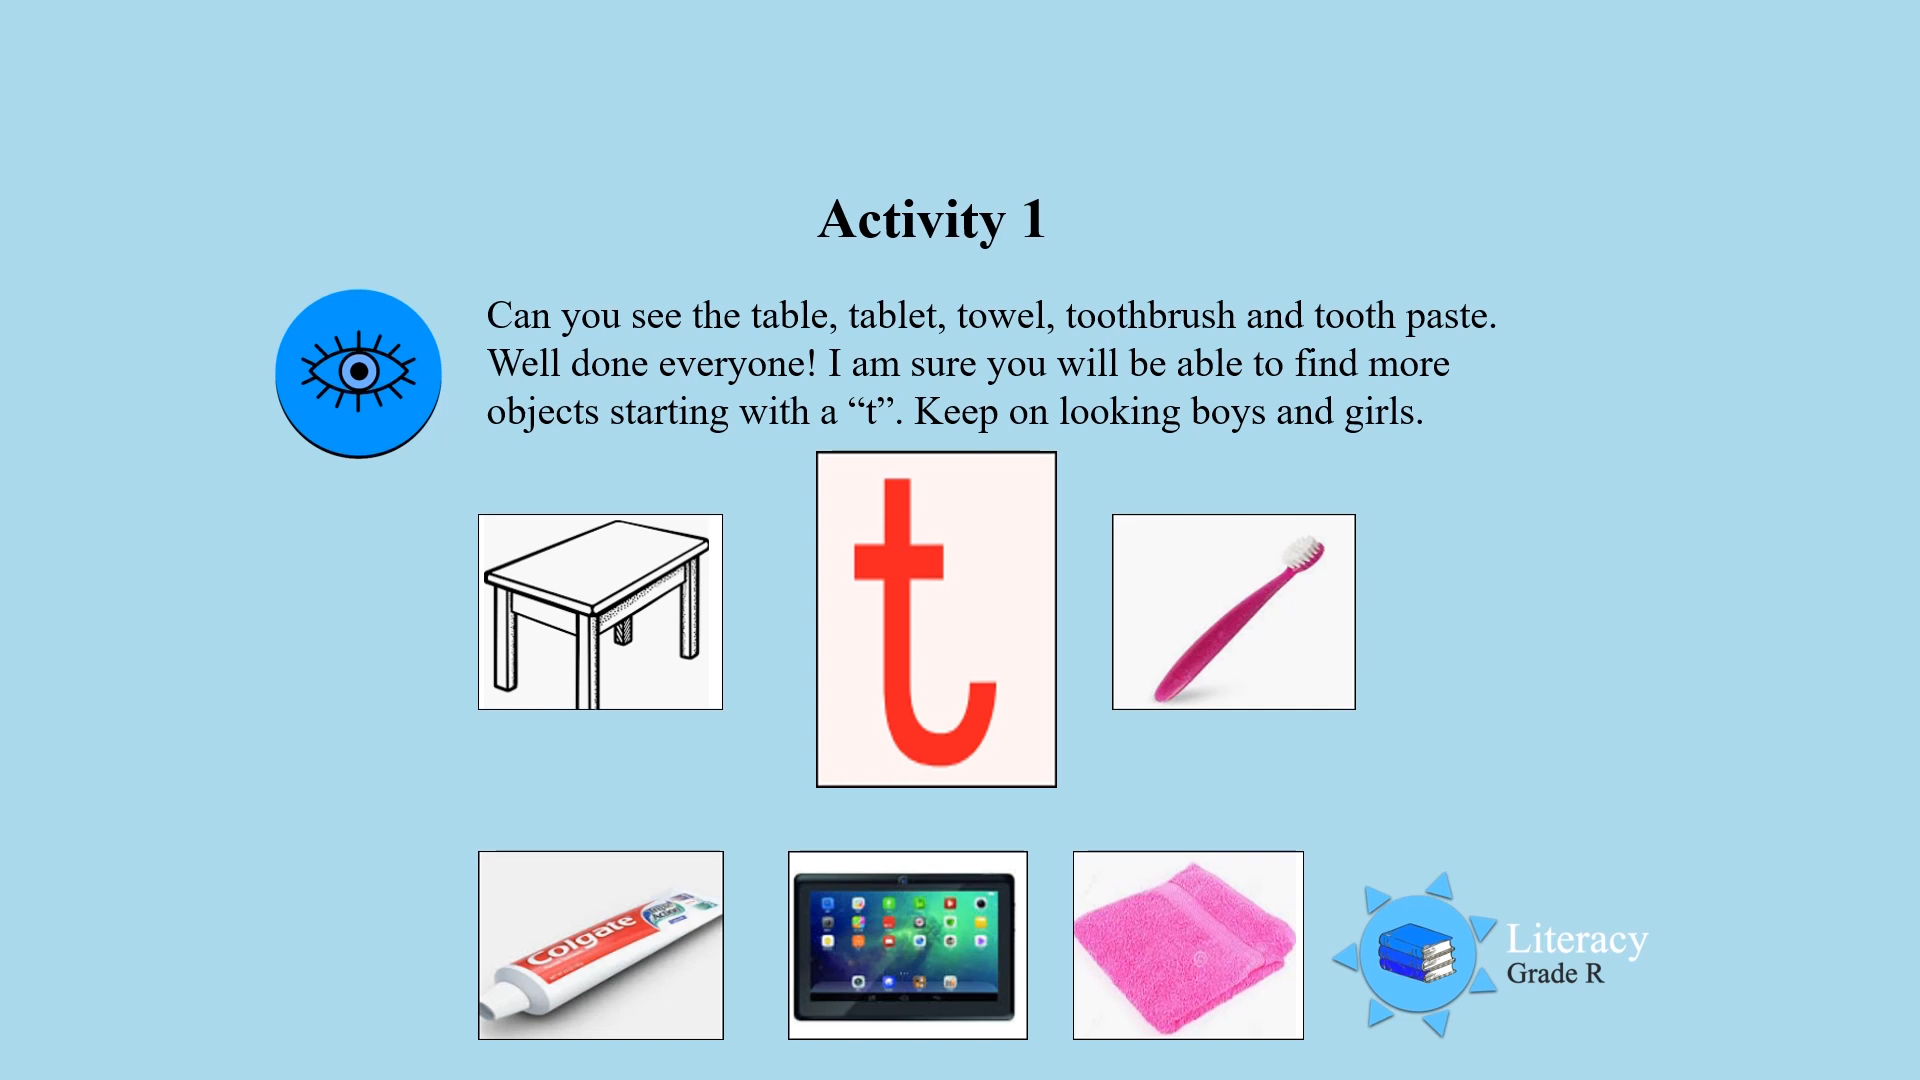 Activity 1
Can you see the table, tablet, towel, toothbrush and tooth paste.
Well done everyone! I am sure you will be able to find more
objects starting with a “t”. Keep on looking boys and girls.
t
Colgate
Literacy
Grade R